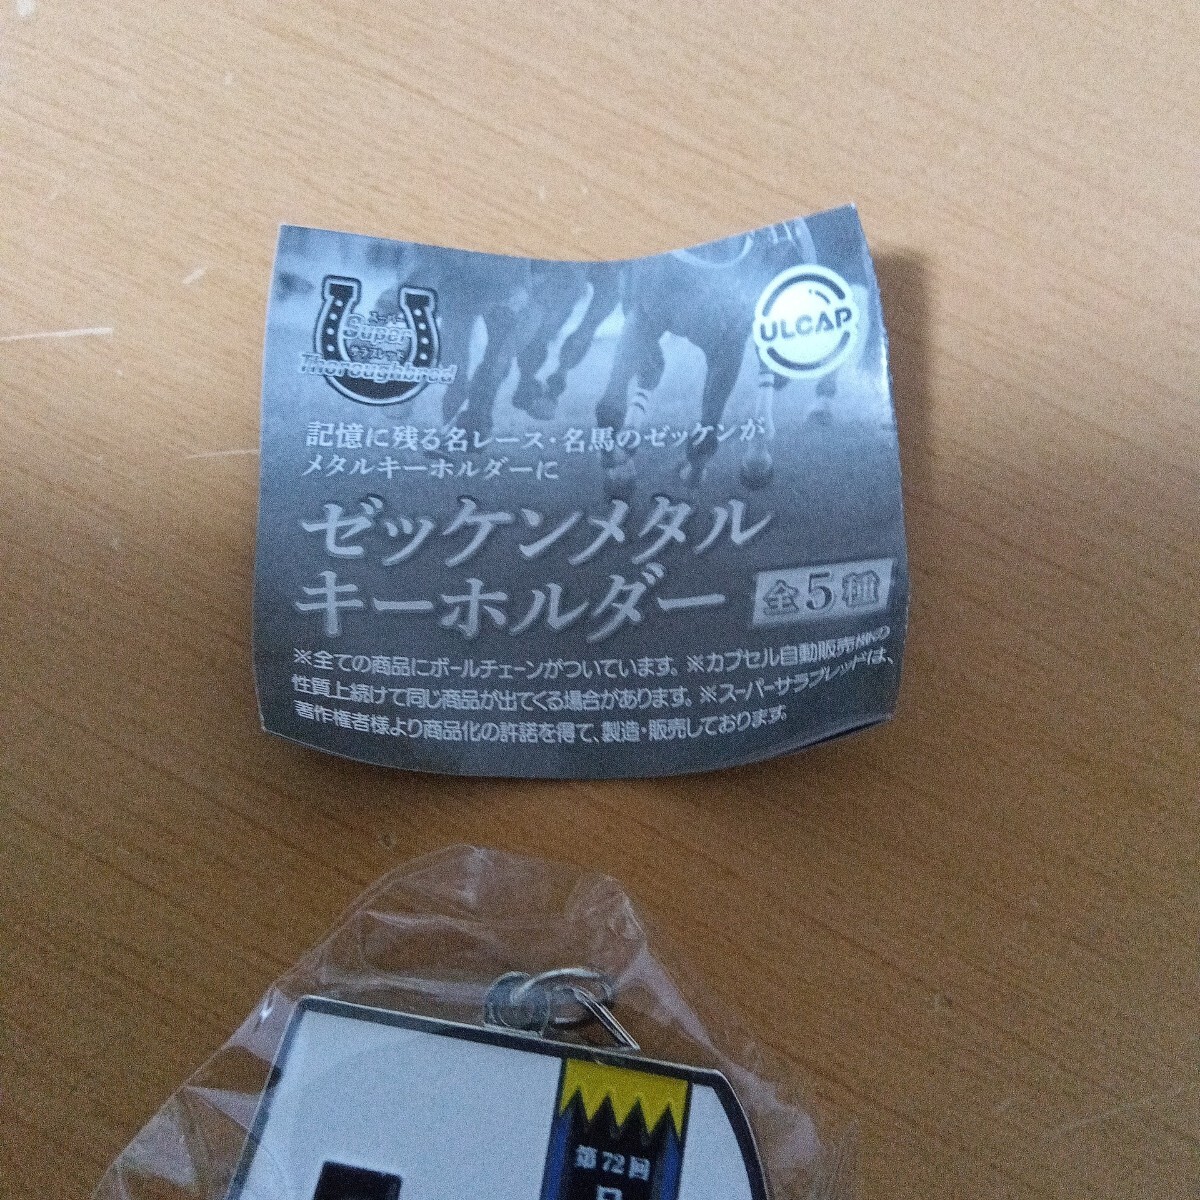 スーパー
Super
サラブレッド
Thoroughbred
ULCAP
記憶に残る名レース・名馬のゼッケンが
メタルキーホルダーに
ゼッケンメタル
キーホルダー
全5種
※全ての商品にボールチェーンがついています。※カプセル自動販売機の
性質上続けて同じ商品が出てくる場合があります。※スーパーサラブレッドは、
著作権者様より商品化の許諾を得て、製造・販売しております。
第72回